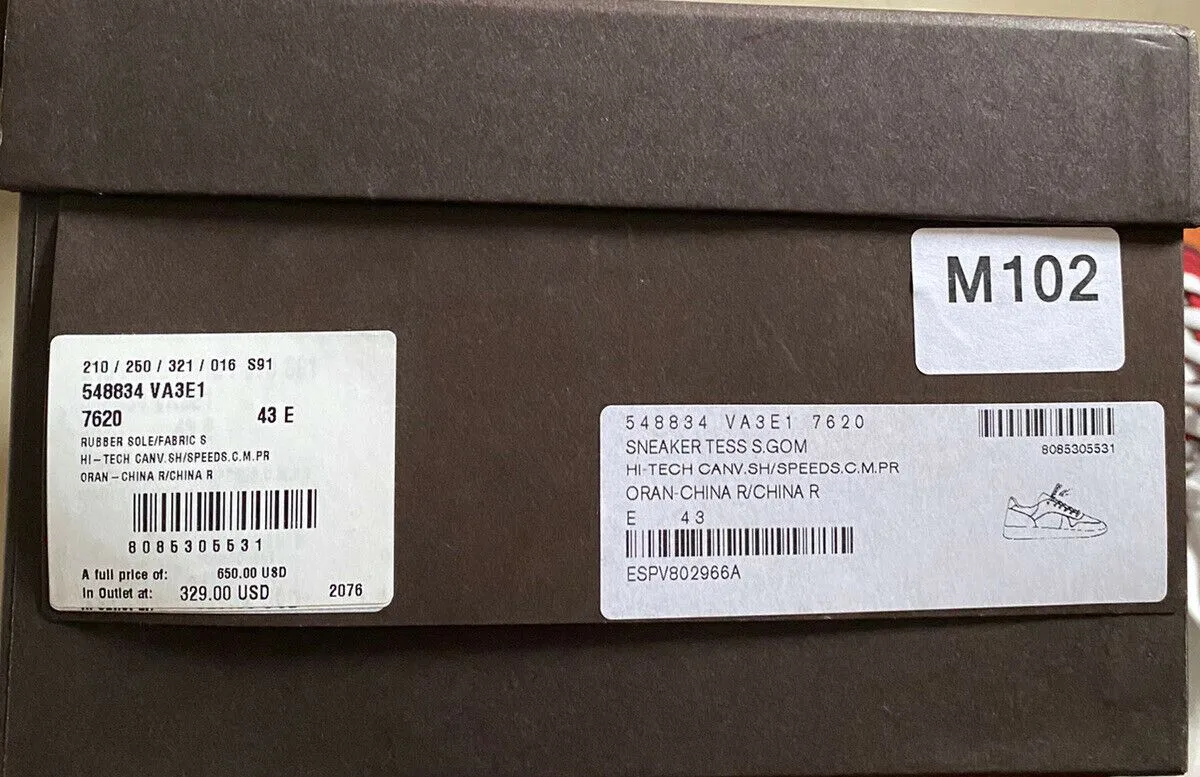 M102
210 / 250 / 321 / 016 S91
548834 VA3E1
7620 43 E
RUBBER SOLE/FABRIC S
HI-TECH CANV.SH/SPEEDS.C.M.PR
ORAN-CHINA R/CHINA R
8085305531
A full price of: 650.00 USD
In Outlet at: 329.00 USD 2076
548834 VA3E1 7620
SNEAKER TESS S.GOM
HI-TECH CANV.SH/SPEEDS.C.M.PR
ORAN-CHINA R/CHINA R
E 43
ESPV802966A
8085305531